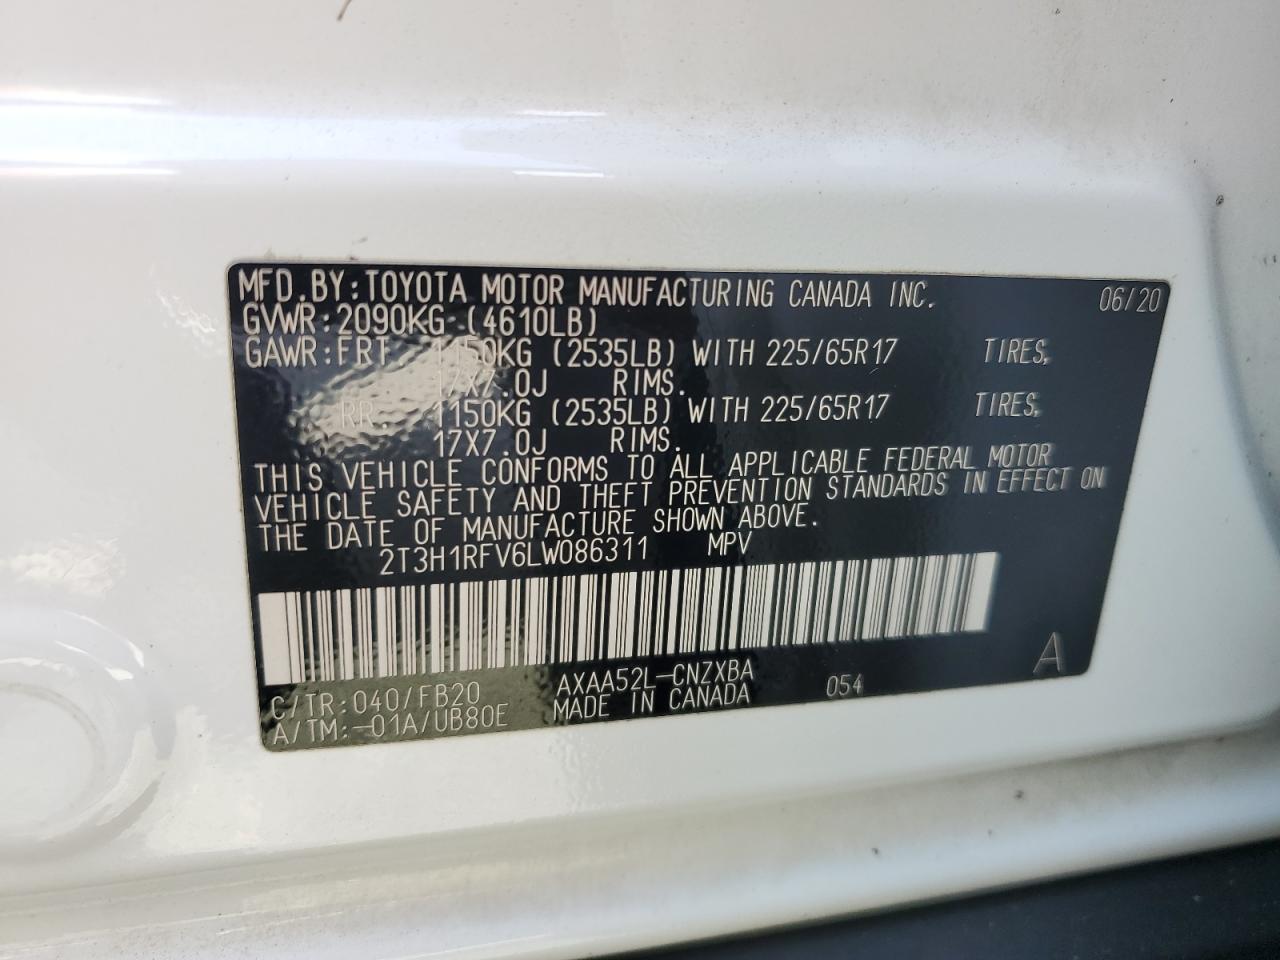 MFD.BY:TOYOTA MOTOR MANUFACTURING CANADA INC. 06/20
GVWR:2090KG (4610LB)
GAWR:FRT. 1150KG (2535LB) WITH 225/65R17 TIRES,
17X7.0J RIMS.
RR. 1150KG (2535LB) WITH 225/65R17 TIRES,
17X7.0J RIMS.
THIS VEHICLE CONFORMS TO ALL APPLICABLE FEDERAL MOTOR
VEHICLE SAFETY AND THEFT PREVENTION STANDARDS IN EFFECT ON
THE DATE OF MANUFACTURE SHOWN ABOVE.
2T3H1RFV6LW086311 MPV
C/TR:040/FB20 AXAA52L-CNZXBA 054 A
A/TM:-01A/UB80E MADE IN CANADA